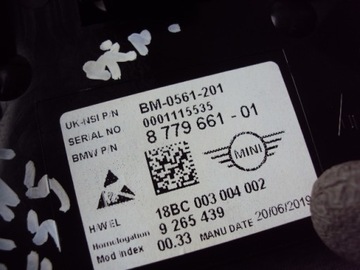 UK-NSI P/N BM-0561-201
SERIAL NO 0001115535
BMW P/N 8 779 661 - 01
MINI
HW/EL 18BC 003 004 002
Homologation 9 265 439
Mod Index 00.33 MANU DATE 20/06/2019